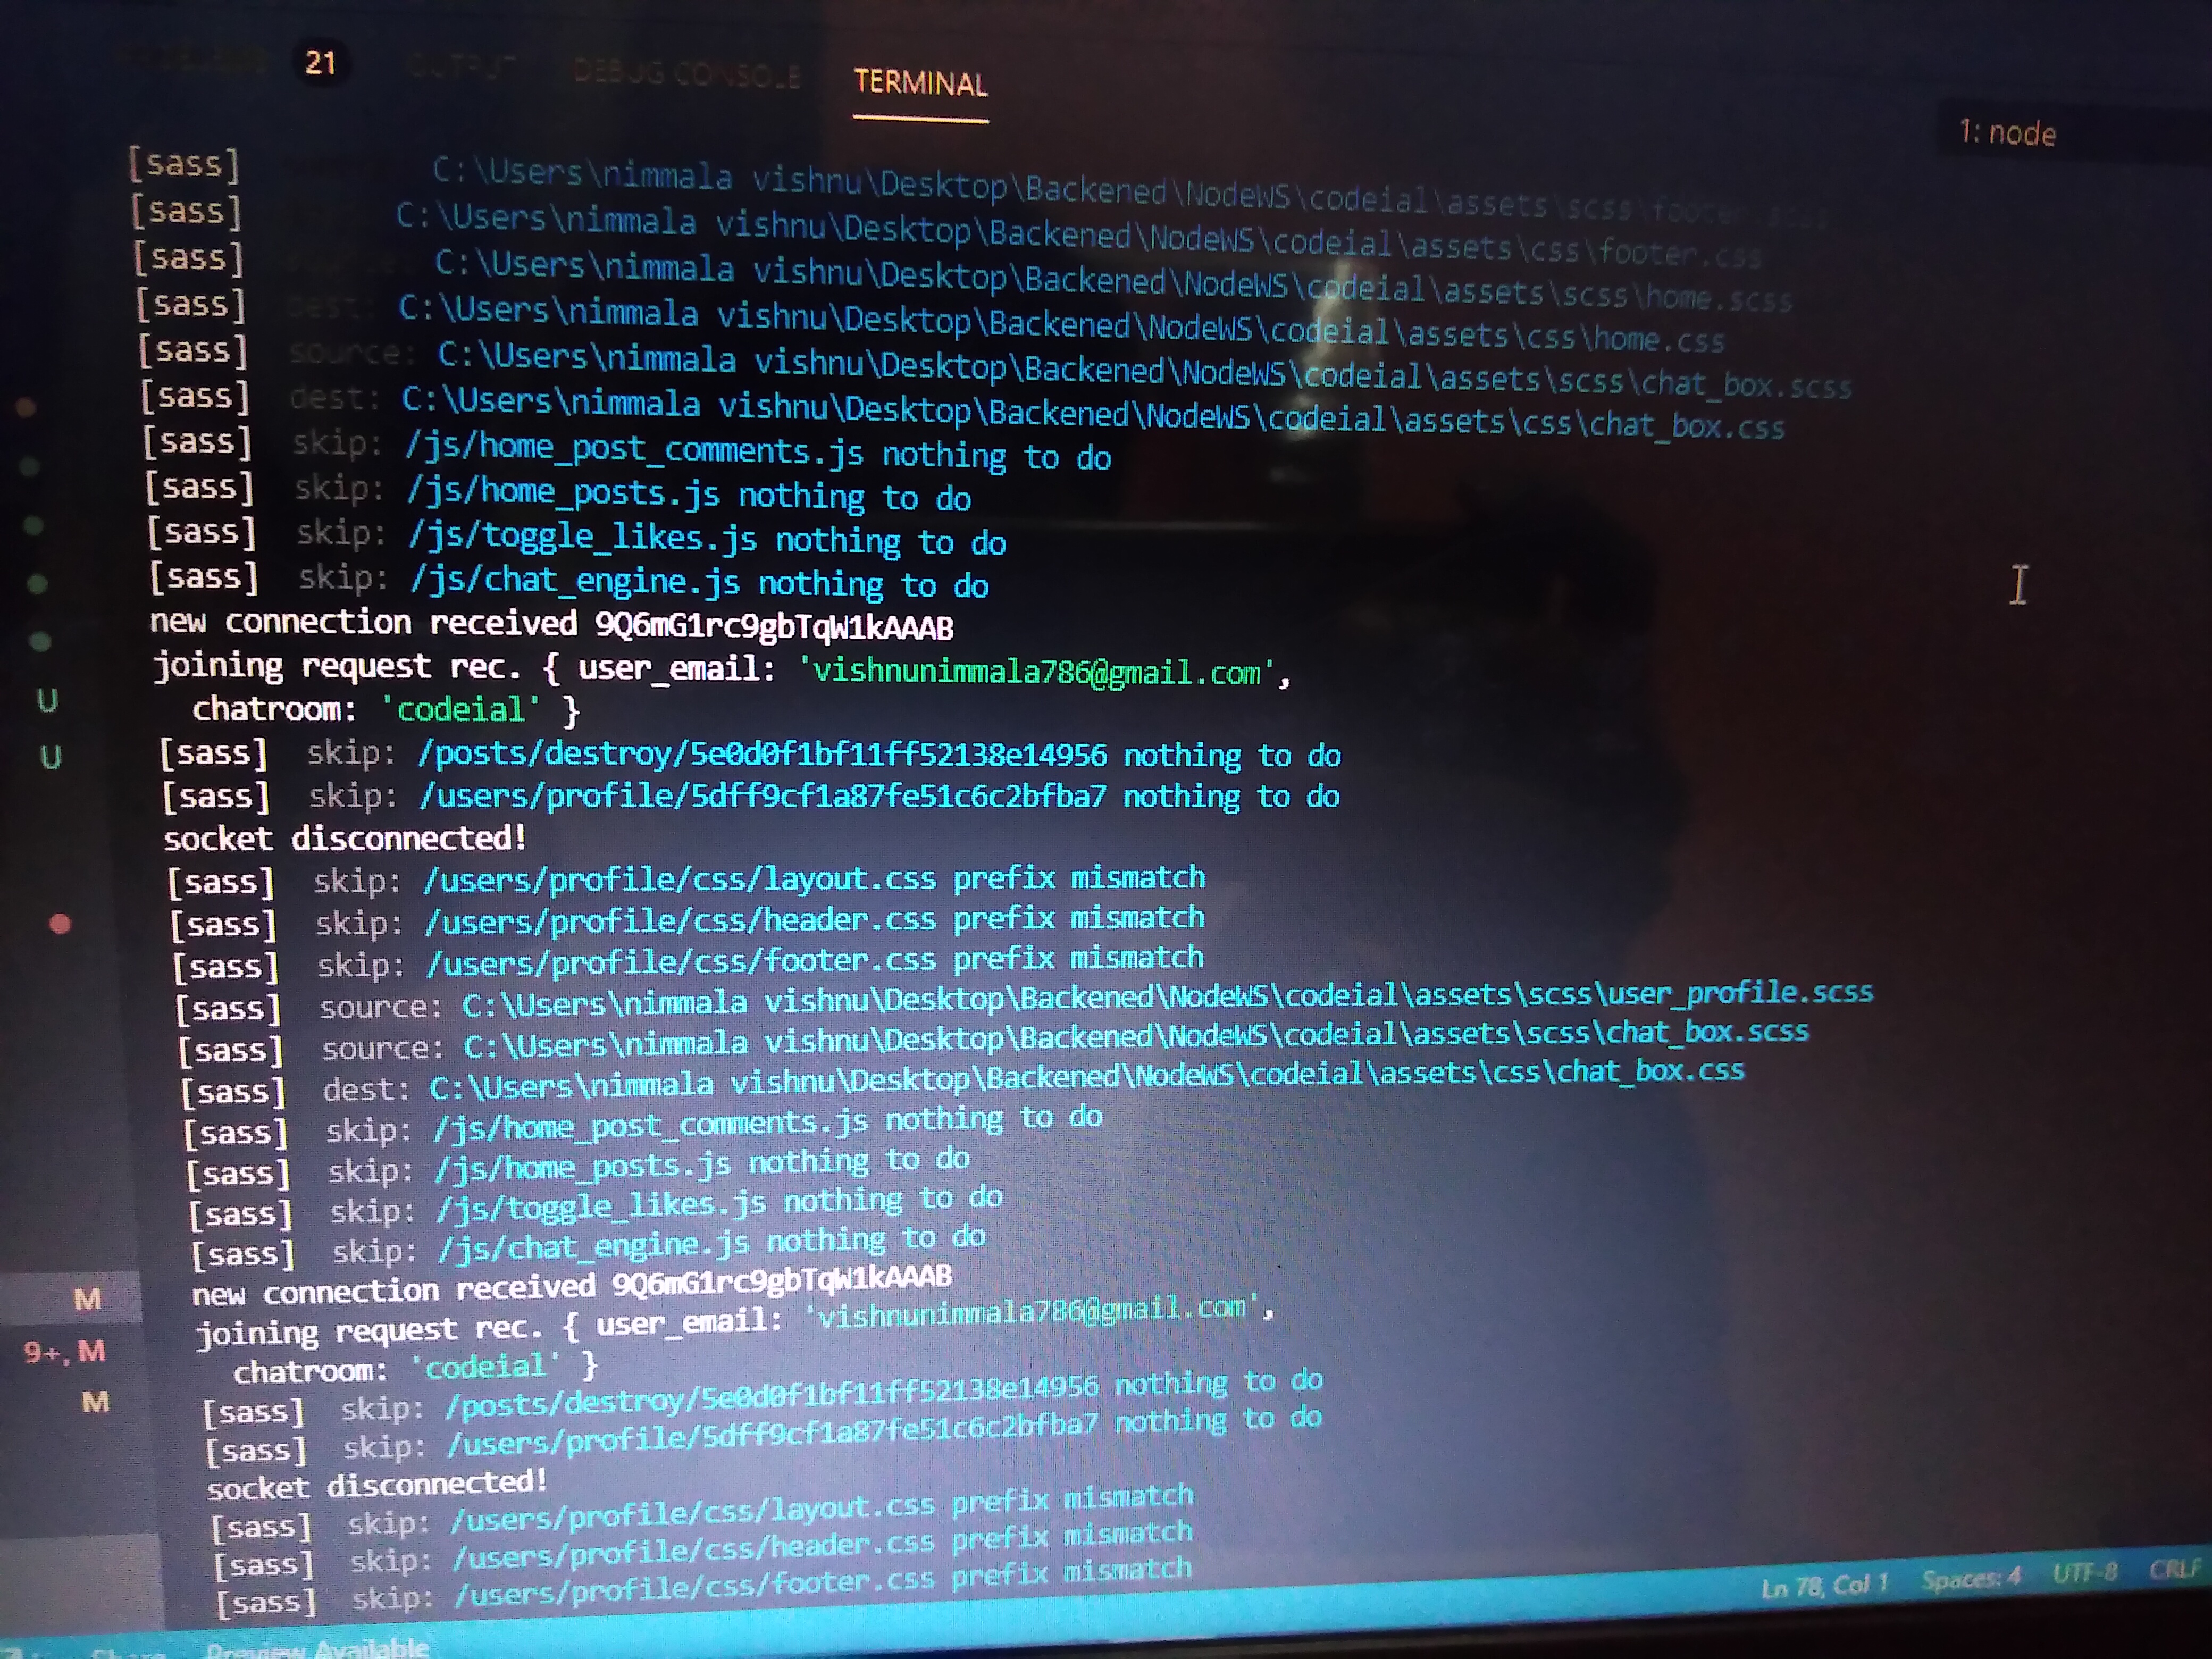 21 OUTPUT DEBUG CONSOLE TERMINAL
1: node
[sass] C:\Users\nimmala vishnu\Desktop\Backened\NodeWS\codeial\assets\scss\footer.scss
[sass] C:\Users\nimmala vishnu\Desktop\Backened\NodeWS\codeial\assets\css\footer.css
[sass] C:\Users\nimmala vishnu\Desktop\Backened\NodeWS\codeial\assets\scss\home.scss
[sass] dest: C:\Users\nimmala vishnu\Desktop\Backened\NodeWS\codeial\assets\css\home.css
[sass] source: C:\Users\nimmala vishnu\Desktop\Backened\NodeWS\codeial\assets\scss\chat_box.scss
[sass] dest: C:\Users\nimmala vishnu\Desktop\Backened\NodeWS\codeial\assets\css\chat_box.css
[sass] skip: /js/home_post_comments.js nothing to do
[sass] skip: /js/home_posts.js nothing to do
[sass] skip: /js/toggle_likes.js nothing to do
[sass] skip: /js/chat_engine.js nothing to do
new connection received 9Q6mG1rc9gbTqW1kAAAB
joining request rec. { user_email: 'vishnunimmala786@gmail.com',
U chatroom: 'codeial' }
U [sass] skip: /posts/destroy/5e0d0f1bf11ff52138e14956 nothing to do
[sass] skip: /users/profile/5dff9cf1a87fe51c6c2bfba7 nothing to do
socket disconnected!
[sass] skip: /users/profile/css/layout.css prefix mismatch
[sass] skip: /users/profile/css/header.css prefix mismatch
[sass] skip: /users/profile/css/footer.css prefix mismatch
[sass] source: C:\Users\nimmala vishnu\Desktop\Backened\NodeWS\codeial\assets\scss\user_profile.scss
[sass] source: C:\Users\nimmala vishnu\Desktop\Backened\NodeWS\codeial\assets\scss\chat_box.scss
[sass] dest: C:\Users\nimmala vishnu\Desktop\Backened\NodeWS\codeial\assets\css\chat_box.css
[sass] skip: /js/home_post_comments.js nothing to do
[sass] skip: /js/home_posts.js nothing to do
[sass] skip: /js/toggle_likes.js nothing to do
[sass] skip: /js/chat_engine.js nothing to do
M new connection received 9Q6mG1rc9gbTqW1kAAAB
9+, M joining request rec. { user_email: 'vishnunimmala786@gmail.com',
chatroom: 'codeial' }
M [sass] skip: /posts/destroy/5e0d0f1bf11ff52138e14956 nothing to do
[sass] skip: /users/profile/5dff9cf1a87fe51c6c2bfba7 nothing to do
socket disconnected!
[sass] skip: /users/profile/css/layout.css prefix mismatch
[sass] skip: /users/profile/css/header.css prefix mismatch
[sass] skip: /users/profile/css/footer.css prefix mismatch
Share Preview Available Ln 78, Col 1 Spaces: 4 UTF-8 CRLF